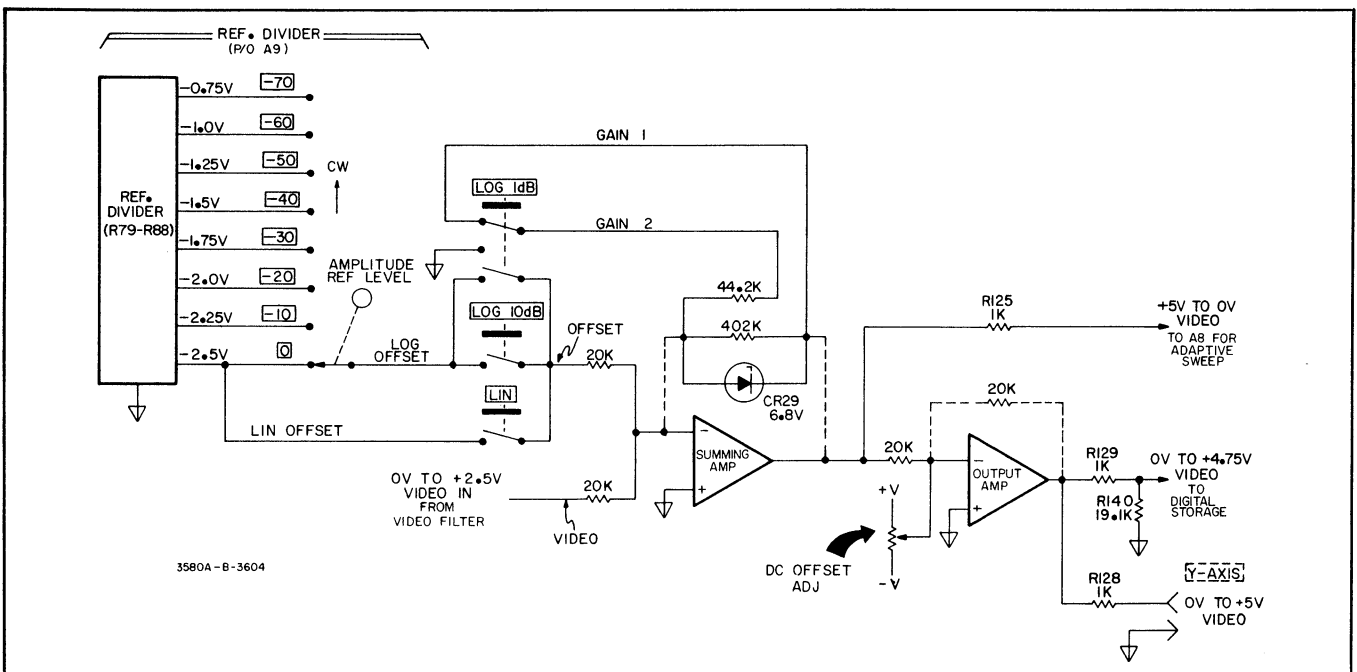 REF. DIVIDER
(P/O A9)
-0.75V
-70
-1.0V
-60
-1.25V
-50
-1.5V
-40
-1.75V
-30
-2.0V
-20
-2.25V
-10
-2.5V
0
REF.
DIVIDER
(R79-R88)
CW
AMPLITUDE
REF LEVEL
LOG
OFFSET
LIN OFFSET
GAIN 1
LOG 1dB
GAIN 2
LOG 10dB
OFFSET
LIN
20K
44.2K
402K
CR29
6.8V
0V TO +2.5V
VIDEO IN
FROM
VIDEO FILTER
20K
VIDEO
-
SUMMING
AMP
+
R125
1K
+5V TO 0V
VIDEO
TO A8 FOR
ADAPTIVE
SWEEP
20K
20K
+V
-V
DC OFFSET
ADJ
-
OUTPUT
AMP
+
R129
1K
0V TO +4.75V
VIDEO
TO
DIGITAL
STORAGE
R140
19.1K
R128
1K
Y-AXIS
0V TO +5V
VIDEO
3580A-B-3604